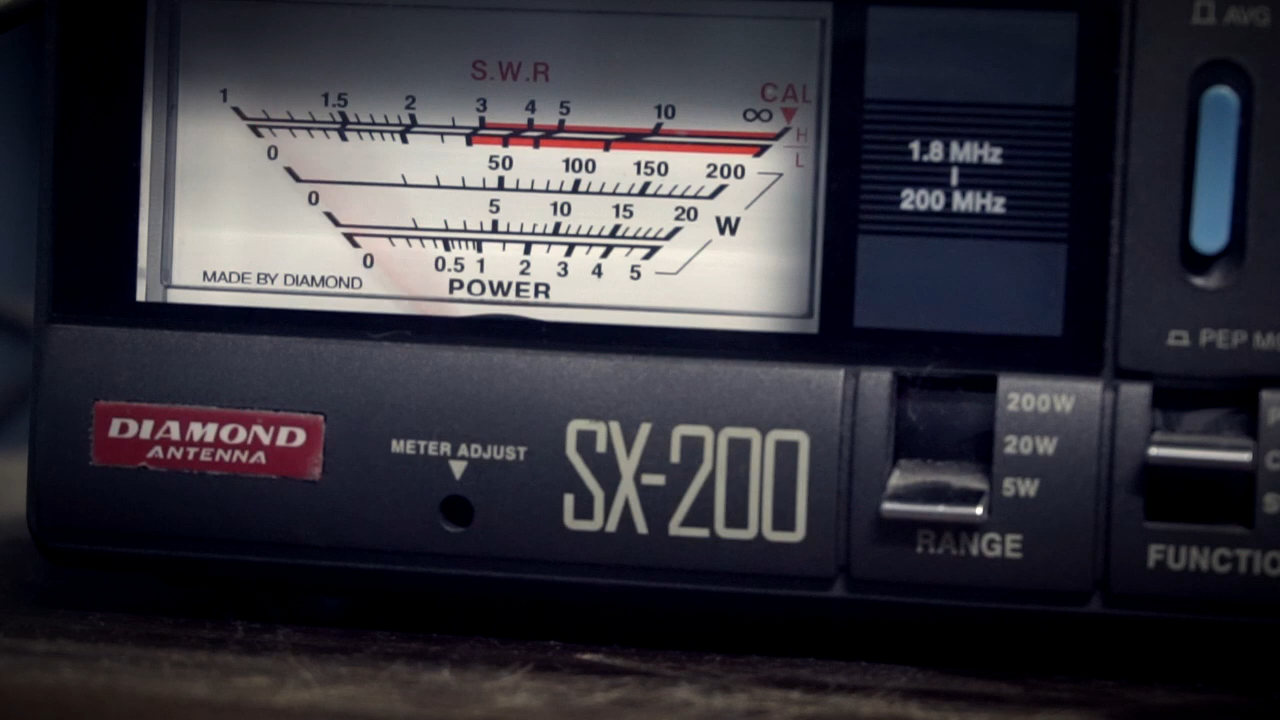 S.W.R
CAL
1 1.5 2 3 4 5 10 ∞
H
L
0 50 100 150 200
0 5 10 15 20
W
0 0.5 1 2 3 4 5
MADE BY DIAMOND
POWER
1.8 MHz
200 MHz
AVG
PEP M
DIAMOND
ANTENNA
METER ADJUST
SX-200
200W
20W
5W
RANGE
FUNCTIO